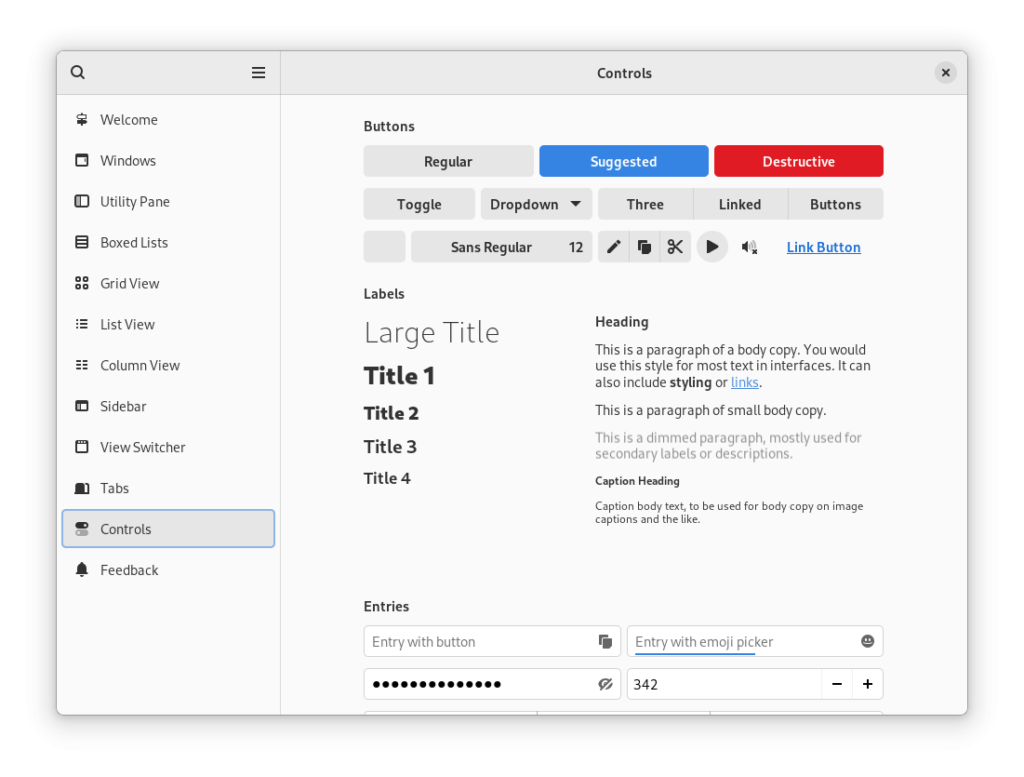 Controls
Welcome
Windows
Utility Pane
Boxed Lists
Grid View
List View
Column View
Sidebar
View Switcher
Tabs
Controls
Feedback
Buttons
Regular
Suggested
Destructive
Toggle
Dropdown
Three
Linked
Buttons
Sans Regular 12
Link Button
Labels
Large Title
Title 1
Title 2
Title 3
Title 4
Heading
This is a paragraph of a body copy. You would
use this style for most text in interfaces. It can
also include styling or links.
This is a paragraph of small body copy.
This is a dimmed paragraph, mostly used for
secondary labels or descriptions.
Caption Heading
Caption body text, to be used for body copy on image
captions and the like.
Entries
Entry with button
Entry with emoji picker
••••••••••••••
342